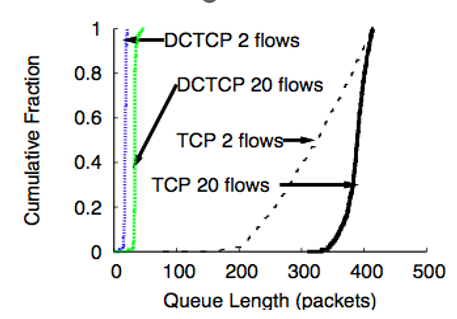 1
DCTCP 2 flows
0.8
DCTCP 20 flows
0.6
TCP 2 flows
0.4
TCP 20 flows
0.2
0
0 100 200 300 400 500
Cumulative Fraction
Queue Length (packets)